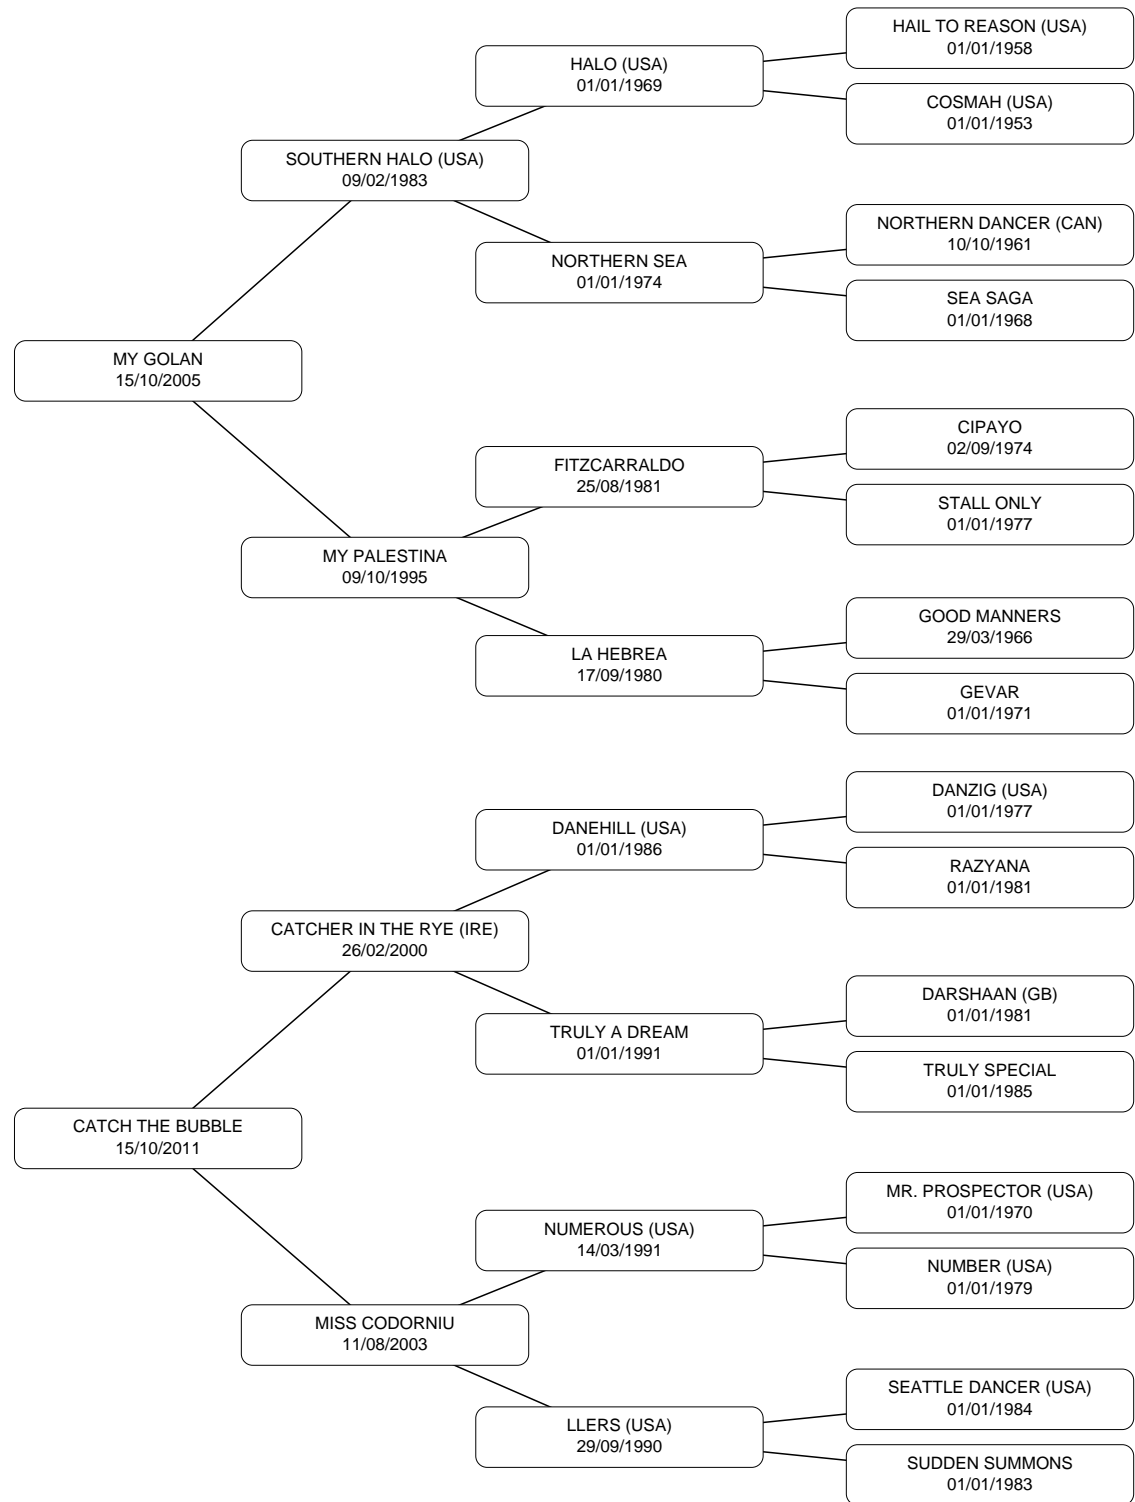 HAIL TO REASON (USA)
01/01/1958
HALO (USA)
01/01/1969
COSMAH (USA)
01/01/1953
SOUTHERN HALO (USA)
09/02/1983
NORTHERN DANCER (CAN)
10/10/1961
NORTHERN SEA
01/01/1974
SEA SAGA
01/01/1968
MY GOLAN
15/10/2005
CIPAYO
02/09/1974
FITZCARRALDO
25/08/1981
STALL ONLY
01/01/1977
MY PALESTINA
09/10/1995
GOOD MANNERS
29/03/1966
LA HEBREA
17/09/1980
GEVAR
01/01/1971
DANZIG (USA)
01/01/1977
DANEHILL (USA)
01/01/1986
RAZYANA
01/01/1981
CATCHER IN THE RYE (IRE)
26/02/2000
DARSHAAN (GB)
01/01/1981
TRULY A DREAM
01/01/1991
TRULY SPECIAL
01/01/1985
CATCH THE BUBBLE
15/10/2011
MR. PROSPECTOR (USA)
01/01/1970
NUMEROUS (USA)
14/03/1991
NUMBER (USA)
01/01/1979
MISS CODORNIU
11/08/2003
SEATTLE DANCER (USA)
01/01/1984
LLERS (USA)
29/09/1990
SUDDEN SUMMONS
01/01/1983